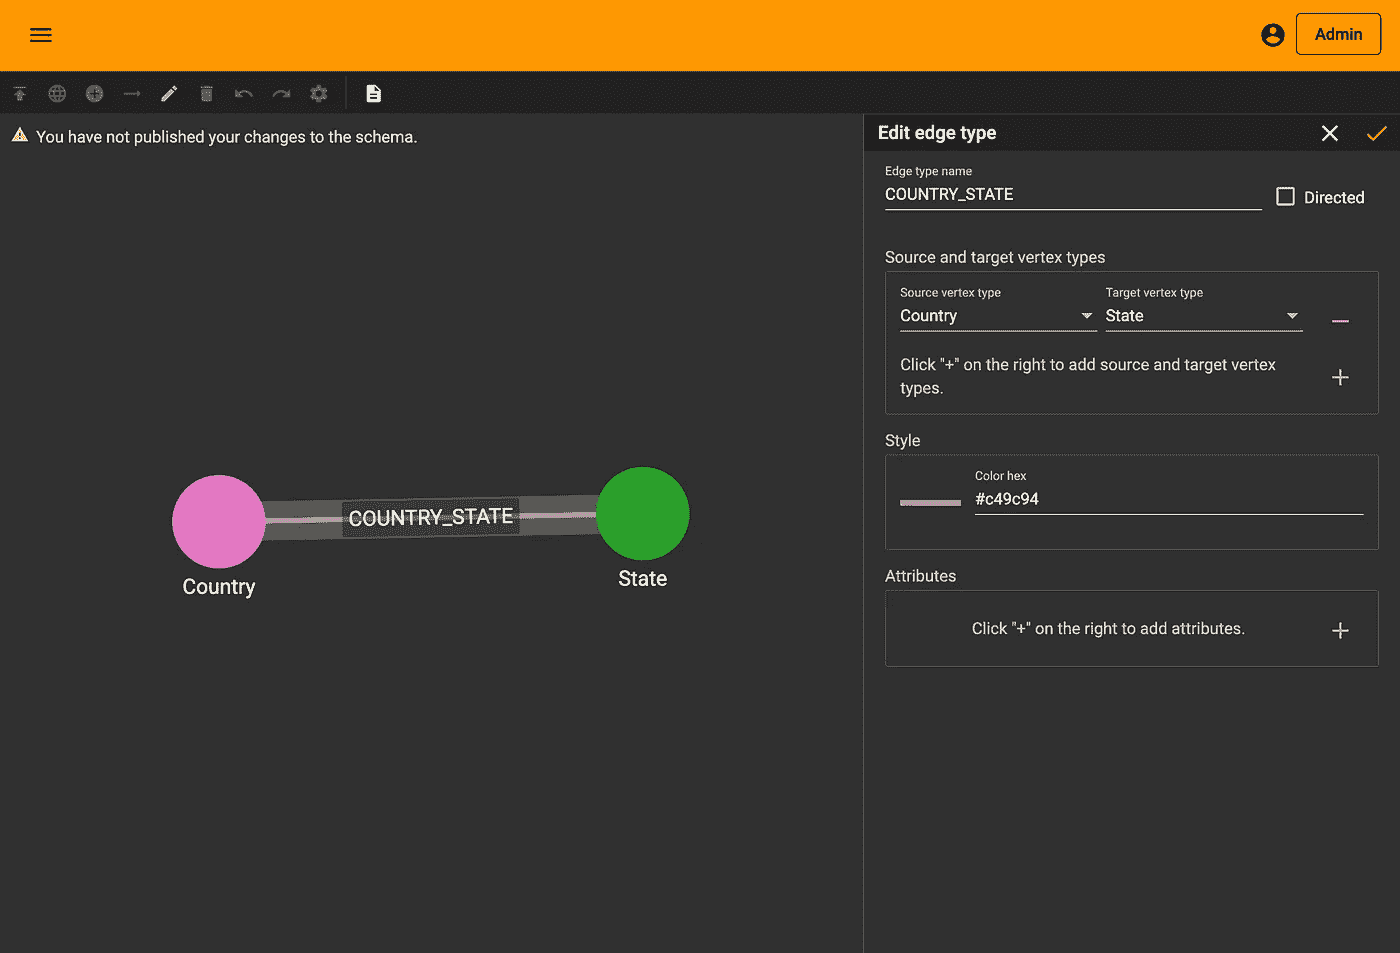 Admin
You have not published your changes to the schema.
Edit edge type
Edge type name
COUNTRY_STATE
Directed
Source and target vertex types
Source vertex type
Target vertex type
Country
State
Click "+" on the right to add source and target vertex
types.
Style
Color hex
#c49c94
Attributes
Click "+" on the right to add attributes.
COUNTRY_STATE
Country
State